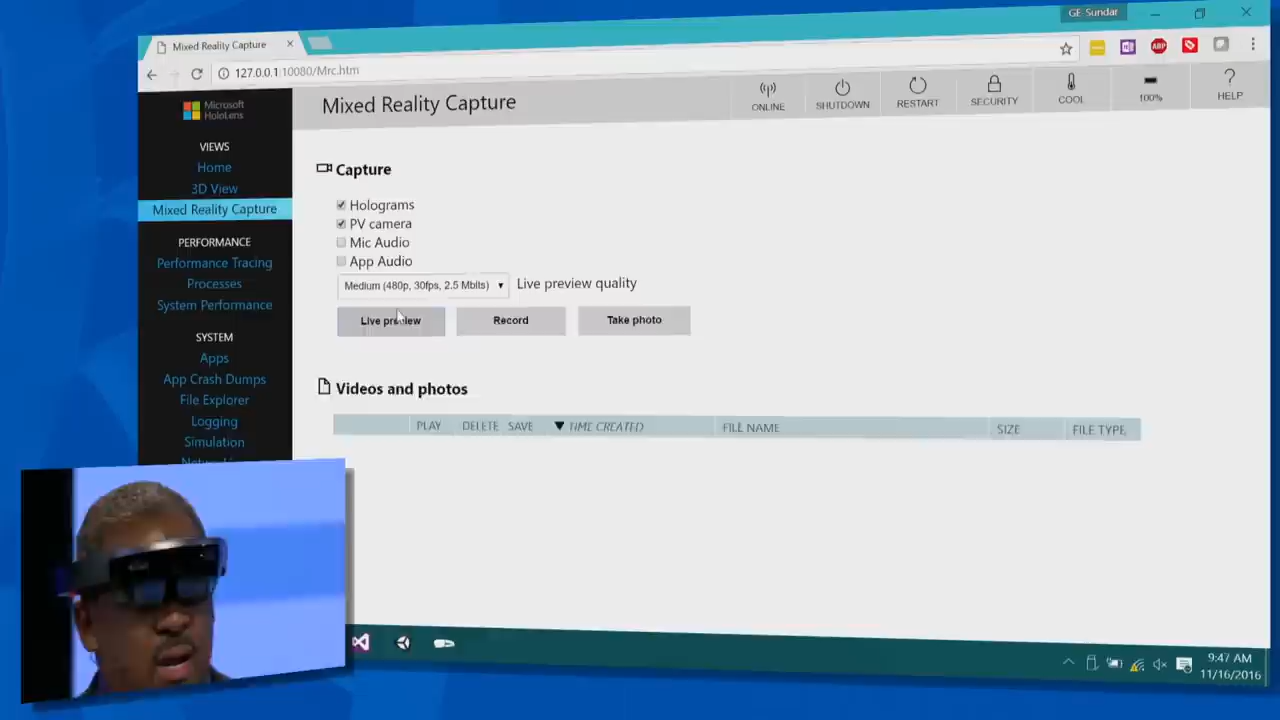 GE-Sundar
Mixed Reality Capture
127.0.0.1:10080/Mrc.htm
ABP
Microsoft
HoloLens
Mixed Reality Capture
ONLINE
SHUTDOWN
RESTART
SECURITY
COOL
100%
HELP
VIEWS
Home
3D View
Mixed Reality Capture
PERFORMANCE
Performance Tracing
Processes
System Performance
SYSTEM
Apps
App Crash Dumps
File Explorer
Logging
Simulation
Capture
Holograms
PV camera
Mic Audio
App Audio
Medium (480p, 30fps, 2.5 Mbits)
Live preview quality
Live preview
Record
Take photo
Videos and photos
PLAY
DELETE
SAVE
TIME CREATED
FILE NAME
SIZE
FILE TYPE
9:47 AM
11/16/2016